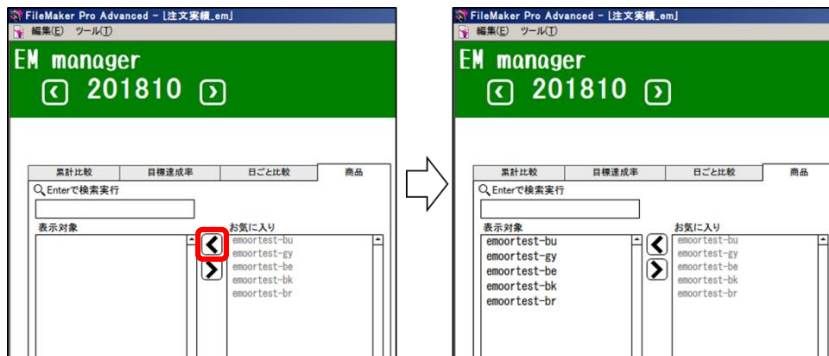 FileMaker Pro Advanced - [注文実績_em]
編集(E) ツール(T)
EM manager
201810
累計比較 目標達成率 日ごと比較 商品
Enterで検索実行
表示対象 お気に入り
emoortest-bu
emoortest-gy
emoortest-be
emoortest-bk
emoortest-br
FileMaker Pro Advanced - [注文実績_em]
編集(E) ツール(T)
EM manager
201810
累計比較 目標達成率 日ごと比較 商品
Enterで検索実行
表示対象 お気に入り
emoortest-bu emoortest-bu
emoortest-gy emoortest-gy
emoortest-be emoortest-be
emoortest-bk emoortest-bk
emoortest-br emoortest-br